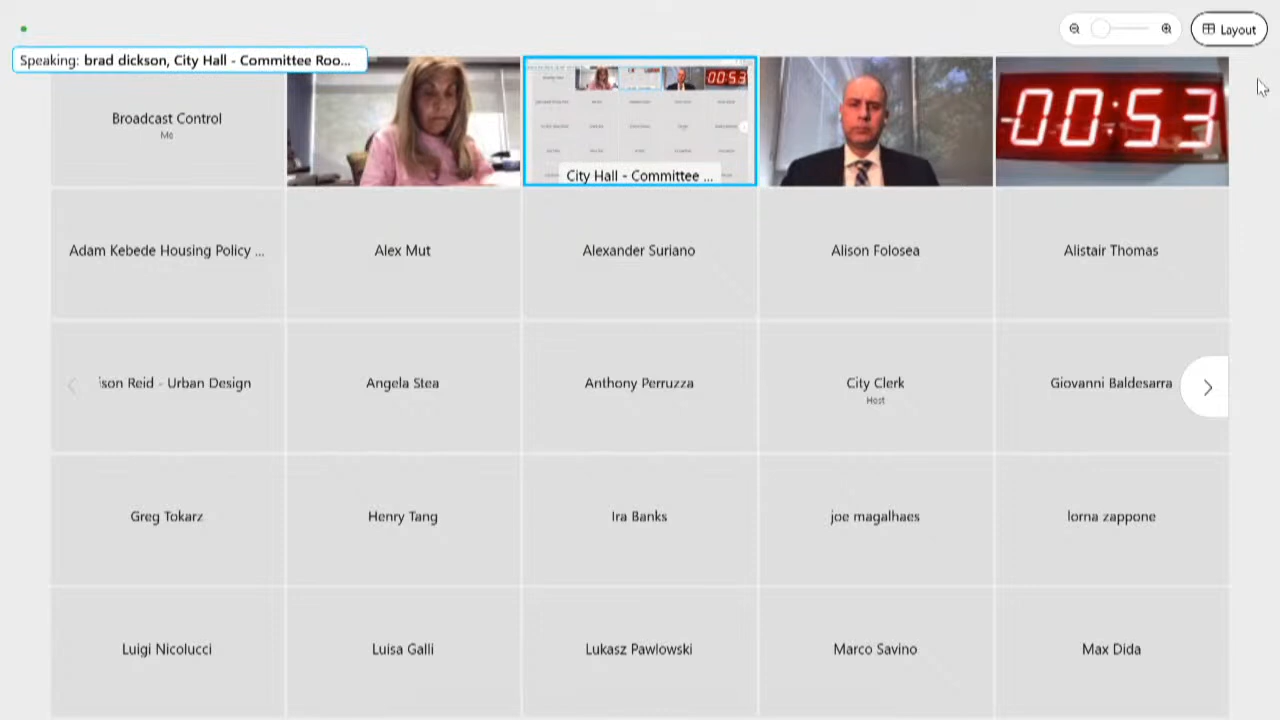 Layout
Speaking: brad dickson, City Hall - Committee Roo...
Broadcast Control
Me
00:53
City Hall - Committee ...
00:53
Adam Kebede Housing Policy ...
Alex Mut
Alexander Suriano
Alison Folosea
Alistair Thomas
ison Reid - Urban Design
Angela Stea
Anthony Perruzza
City Clerk
Host
Giovanni Baldesarra
Greg Tokarz
Henry Tang
Ira Banks
joe magalhaes
lorna zappone
Luigi Nicolucci
Luisa Galli
Lukasz Pawlowski
Marco Savino
Max Dida